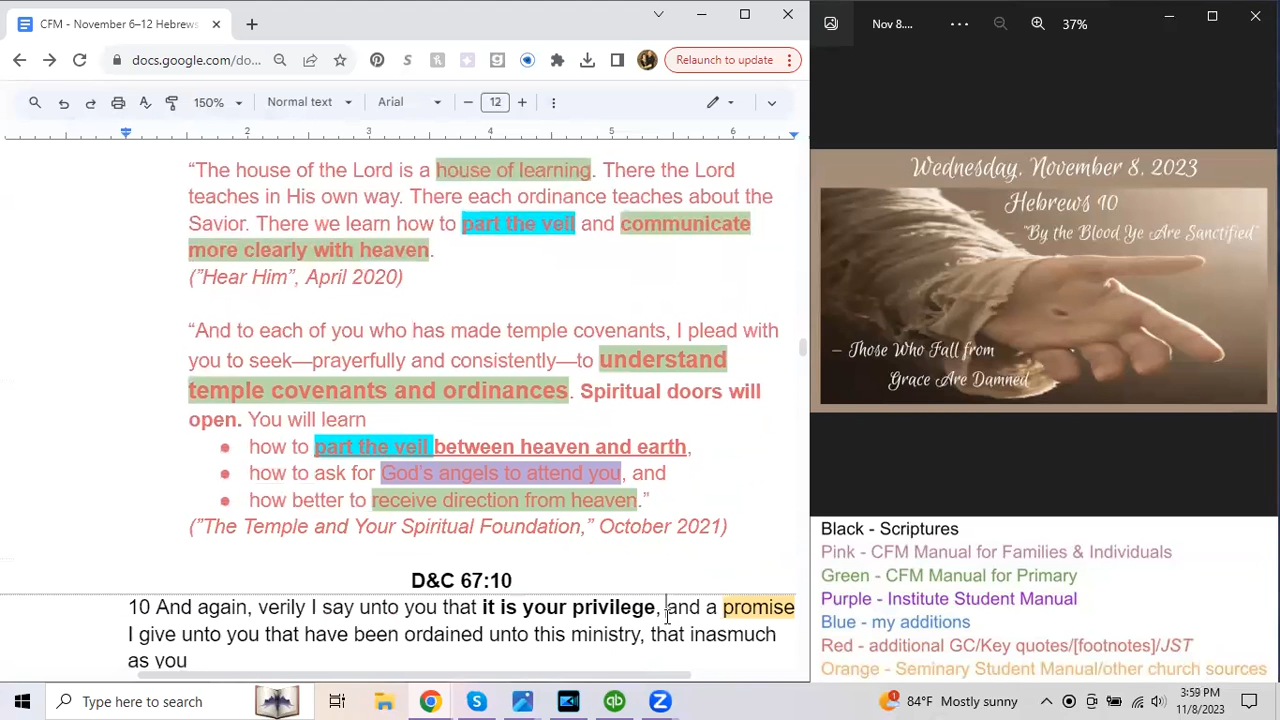 CFM – November 6–12 Hebrews
docs.google.com/do...
Relaunch to update
150%
Normal text
Arial
12
2
3
4
5
6
“The house of the Lord is a house of learning. There the Lord
teaches in His own way. There each ordinance teaches about the
Savior. There we learn how to part the veil and communicate
more clearly with heaven.
(”Hear Him”, April 2020)
“And to each of you who has made temple covenants, I plead with
you to seek—prayerfully and consistently—to understand
temple covenants and ordinances. Spiritual doors will
open. You will learn
● how to part the veil between heaven and earth,
● how to ask for God’s angels to attend you, and
● how better to receive direction from heaven.”
(”The Temple and Your Spiritual Foundation,” October 2021)
D&C 67:10
10 And again, verily I say unto you that it is your privilege, and a promise
I give unto you that have been ordained unto this ministry, that inasmuch
as you
Nov 8....
37%
Wednesday, November 8, 2023
Hebrews 10
– “By the Blood Ye Are Sanctified”
– Those Who Fall from
Grace Are Damned
Black - Scriptures
Pink - CFM Manual for Families & Individuals
Green - CFM Manual for Primary
Purple - Institute Student Manual
Blue - my additions
Red - additional GC/Key quotes/[footnotes]/JST
Orange - Seminary Student Manual/other church sources
Type here to search
1
84°F Mostly sunny
3:59 PM
11/8/2023